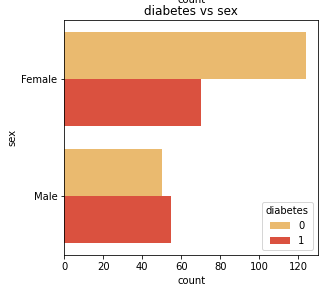 count
diabetes vs sex
Female
sex
Male
diabetes
0
1
0 20 40 60 80 100 120
count